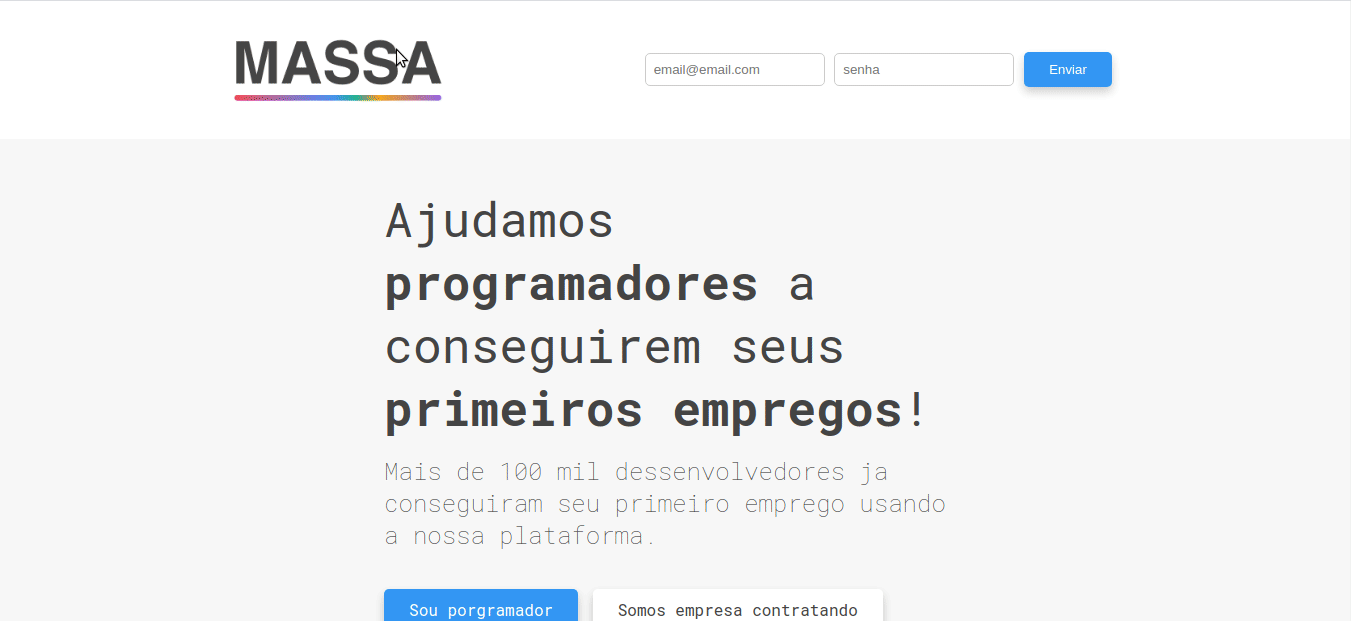 MASSA
email@email.com
senha
Enviar
Ajudamos
programadores a
conseguirem seus
primeiros empregos!
Mais de 100 mil dessenvolvedores ja
conseguiram seu primeiro emprego usando
a nossa plataforma.
Sou porgramador
Somos empresa contratando